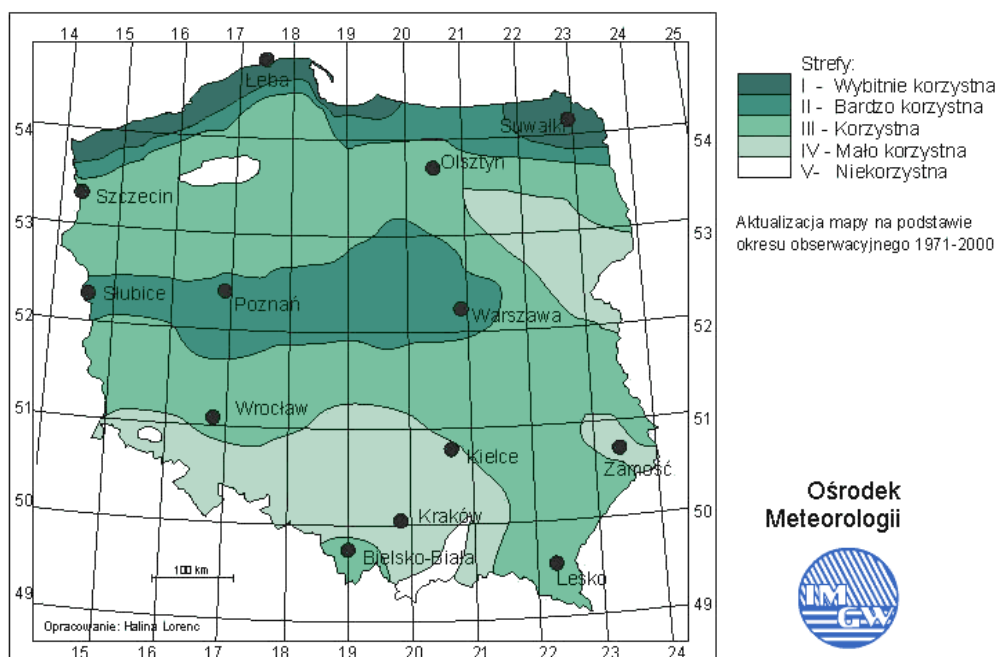 14 15 16 17 18 19 20 21 22 23 24 25
Łeba
54
Suwałki
54
Olsztyn
Szczecin
53
53
Słubice
Poznań
Warszawa
52
52
Wrocław
51
51
Kielce
Zamość
50
50
Kraków
Bielsko-Biała
Lesko
100 km
49
49
Opracowanie: Halina Lorenc
15 16 17 18 19 20 21 22 23 24
Strefy:
I - Wybitnie korzystna
II - Bardzo korzystna
III - Korzystna
IV - Mało korzystna
V- Niekorzystna
Aktualizacja mapy na podstawie
okresu obserwacyjnego 1971-2000
Ośrodek
Meteorologii
IM
GW